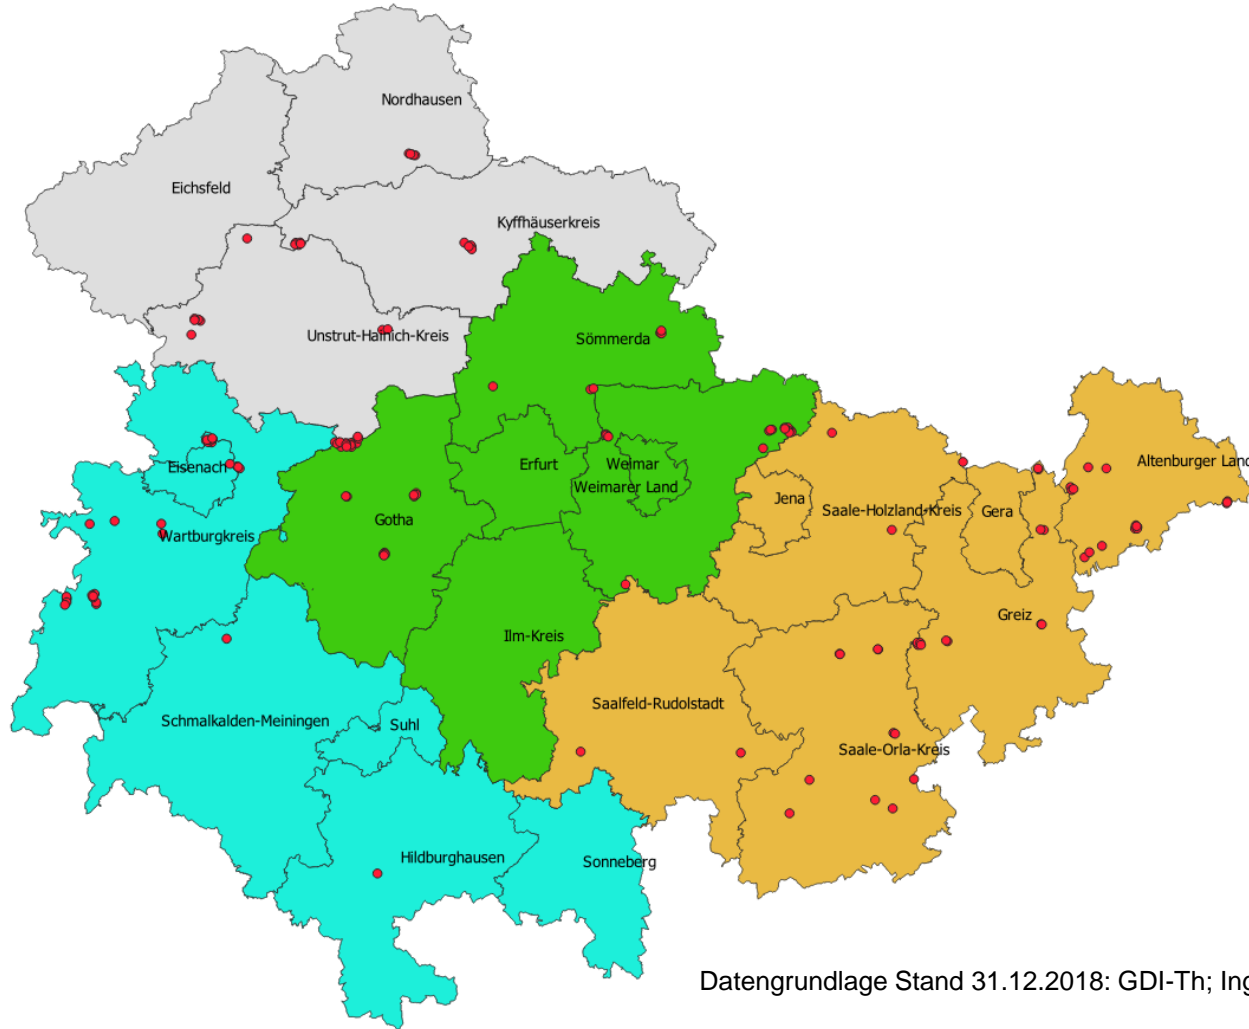 Nordhausen
Eichsfeld
Kyffhäuserkreis
Unstrut-Hainich-Kreis
Sömmerda
Eisenach
Erfurt
Weimar
Altenburger Land
Weimarer Land
Jena
Saale-Holzland-Kreis
Gera
Gotha
Wartburgkreis
Greiz
Ilm-Kreis
Saalfeld-Rudolstadt
Schmalkalden-Meiningen
Suhl
Saale-Orla-Kreis
Hildburghausen
Sonneberg
Datengrundlage Stand 31.12.2018: GDI-Th; Ing